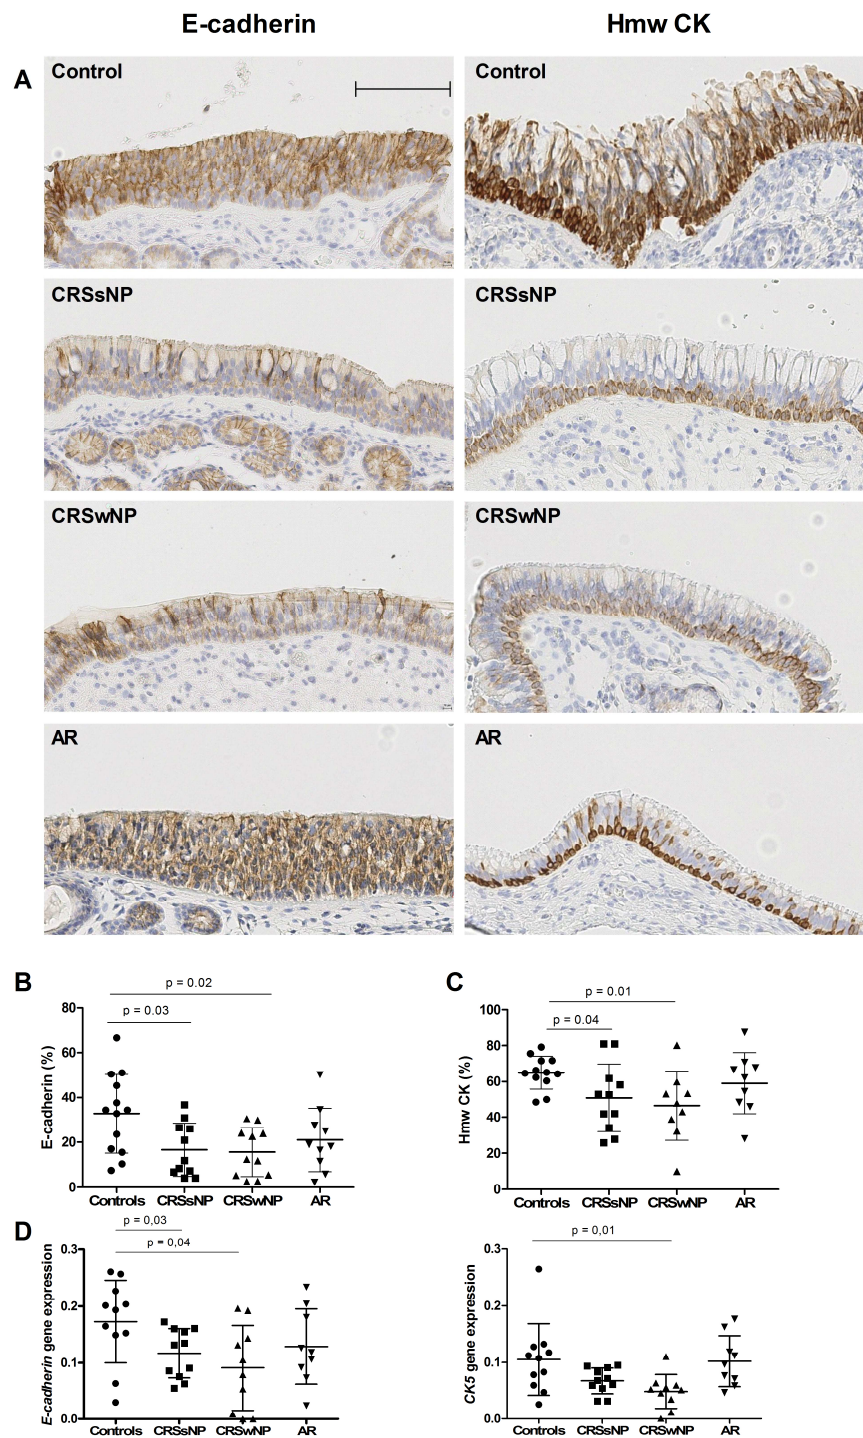 E-cadherin Hmw CK
A
Control Control
CRSsNP CRSsNP
CRSwNP CRSwNP
AR AR
B
p = 0.02
p = 0.03
80
60
40
20
0
E-cadherin (%)
Controls CRSsNP CRSwNP AR
C
p = 0.01
p = 0.04
100
80
60
40
20
0
Hmw CK (%)
Controls CRSsNP CRSwNP AR
D
p = 0,03
p = 0,04
0.3
0.2
0.1
0.0
E-cadherin gene expression
Controls CRSsNP CRSwNP AR
p = 0,01
0.3
0.2
0.1
0.0
CK5 gene expression
Controls CRSsNP CRSwNP AR